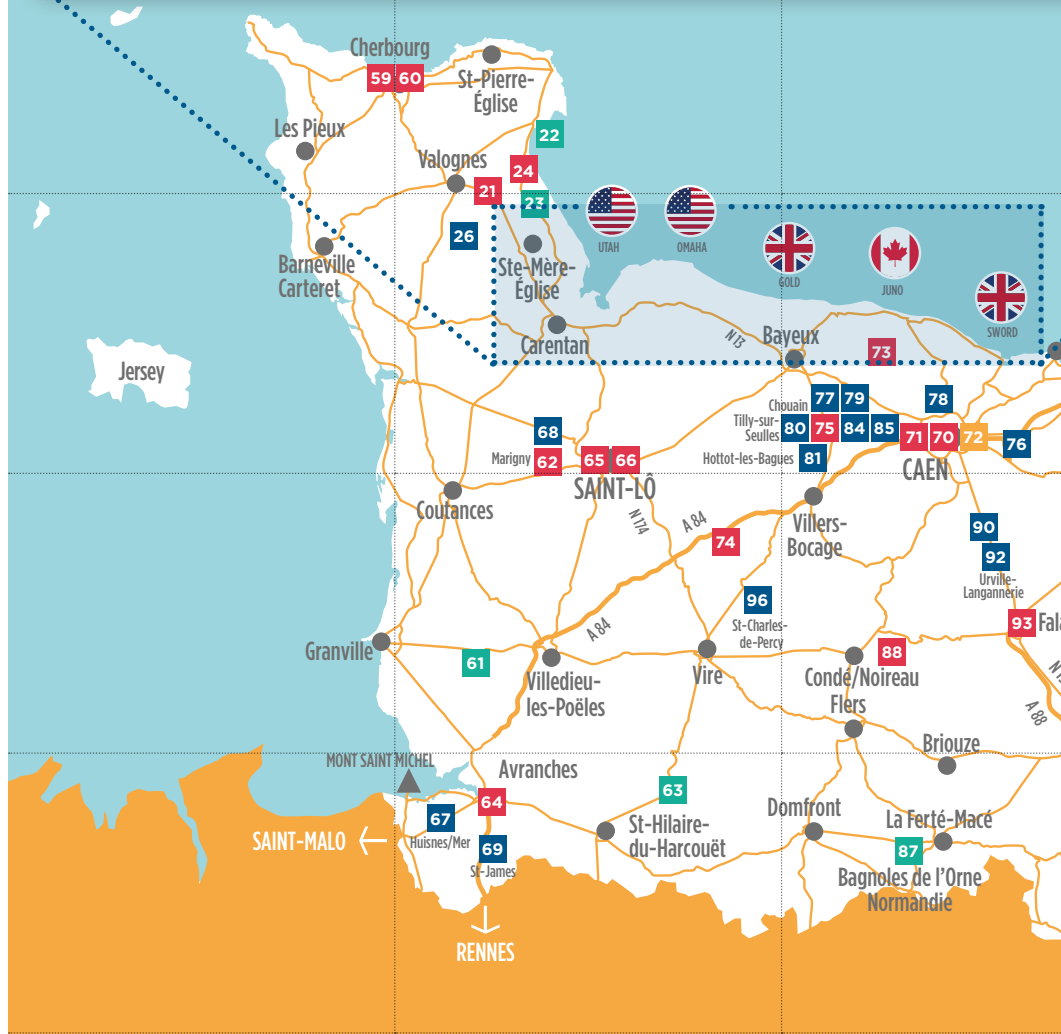 Cherbourg
59 60
St-Pierre-
Église
Les Pieux
22
Valognes
24
21
23
26
UTAH
OMAHA
GOLD
JUNO
SWORD
Barneville
Carteret
Ste-Mère-
Église
Carentan
N13
Bayeux
73
Jersey
Chouain
77 79
78
Tilly-sur-
Seulles
80 75 84 85
71 70 72
76
CAEN
68
Marigny
62
65 66
SAINT-LÔ
Hottot-les-Bagues
81
Coutances
N 174
A 84
74
Villers-
Bocage
90
92
Urville-
Langannerie
96
St-Charles-
de-Percy
93
A 84
Granville
61
Villedieu-
les-Poëles
Vire
88
Condé/Noireau
Flers
A 88
Briouze
MONT SAINT MICHEL
Avranches
63
64
67
Huisnes/Mer
SAINT-MALO
69
St-James
St-Hilaire-
du-Harcouët
Domfront
La Ferté-Macé
87
Bagnoles de l'Orne
Normandie
RENNES